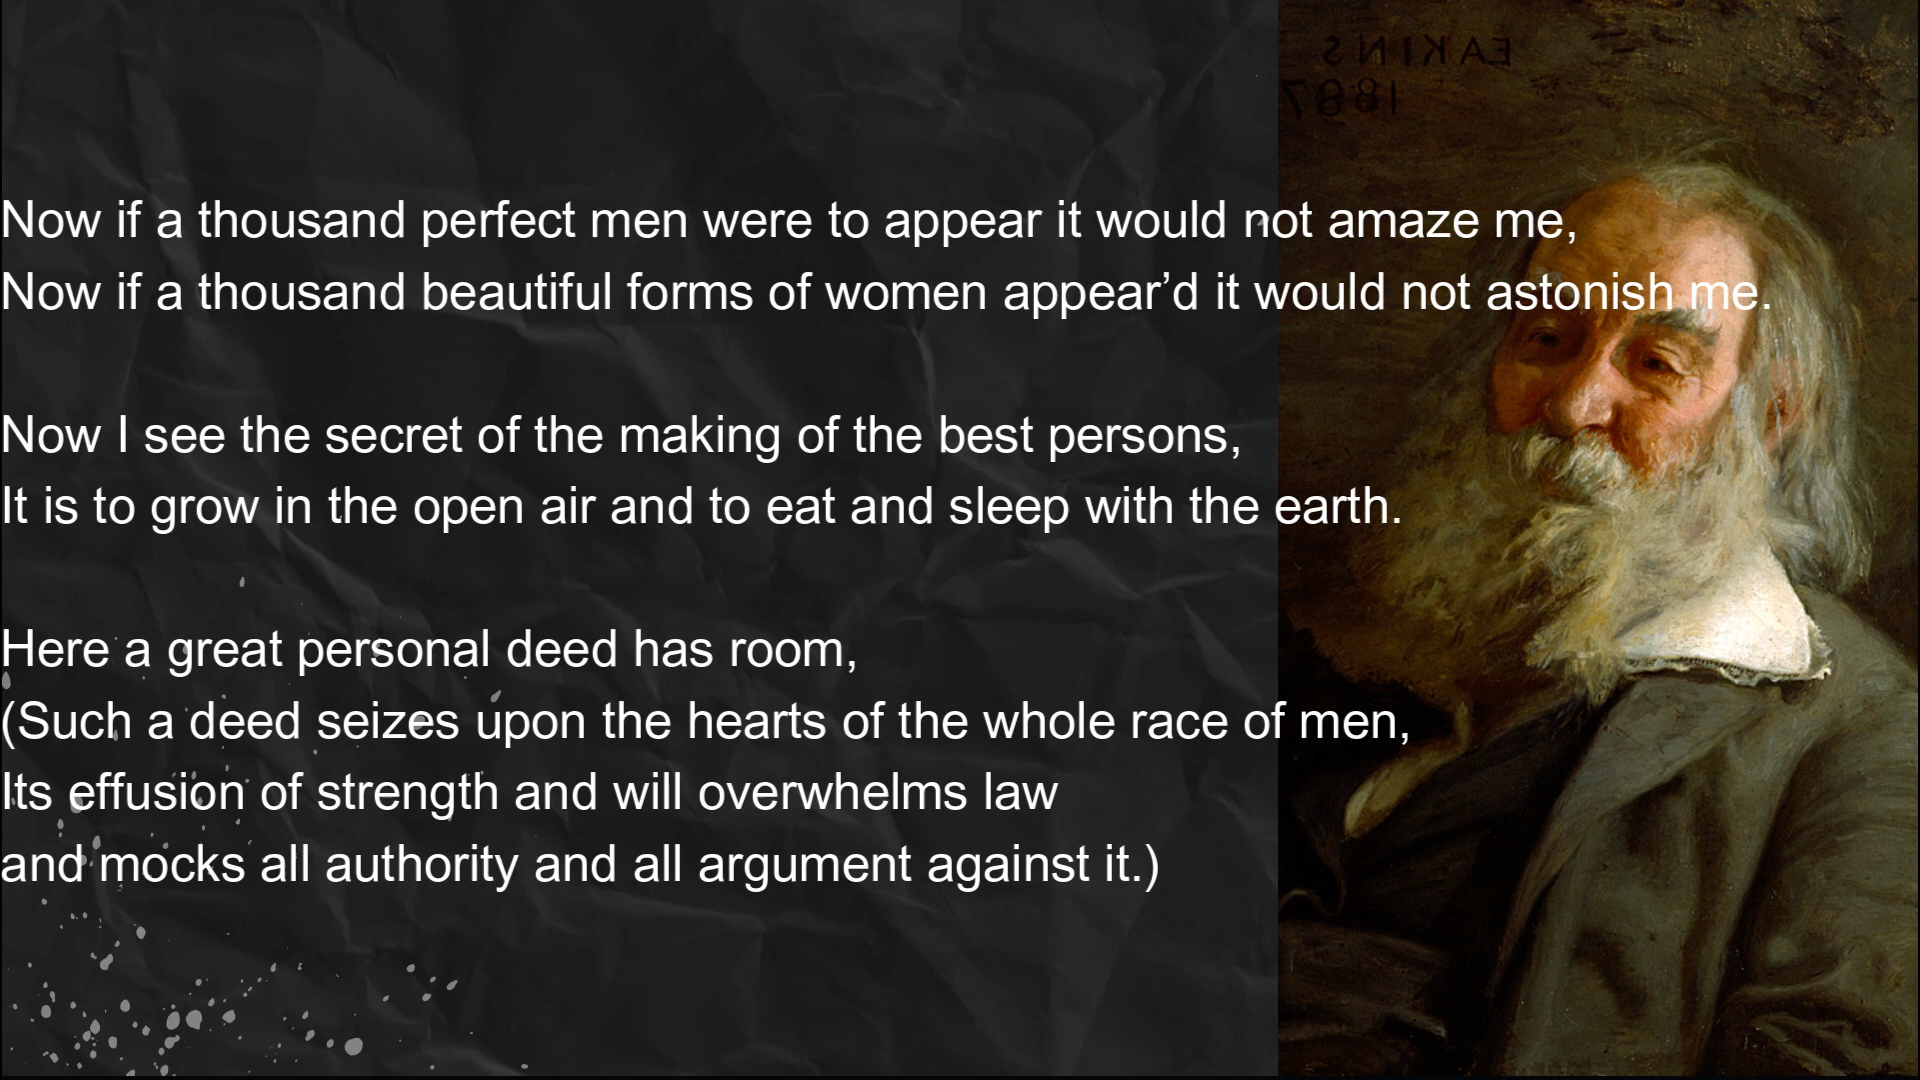 EAKINS
1887
Now if a thousand perfect men were to appear it would not amaze me,
Now if a thousand beautiful forms of women appear’d it would not astonish me.
Now I see the secret of the making of the best persons,
It is to grow in the open air and to eat and sleep with the earth.
Here a great personal deed has room,
(Such a deed seizes upon the hearts of the whole race of men,
Its effusion of strength and will overwhelms law
and mocks all authority and all argument against it.)